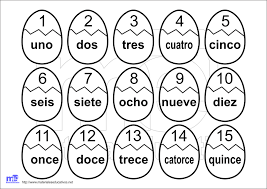 1 2 3 4 5
uno dos tres cuatro cinco
6 7 8 9 10
seis siete ocho nueve diez
11 12 13 14 15
once doce trece catorce quince